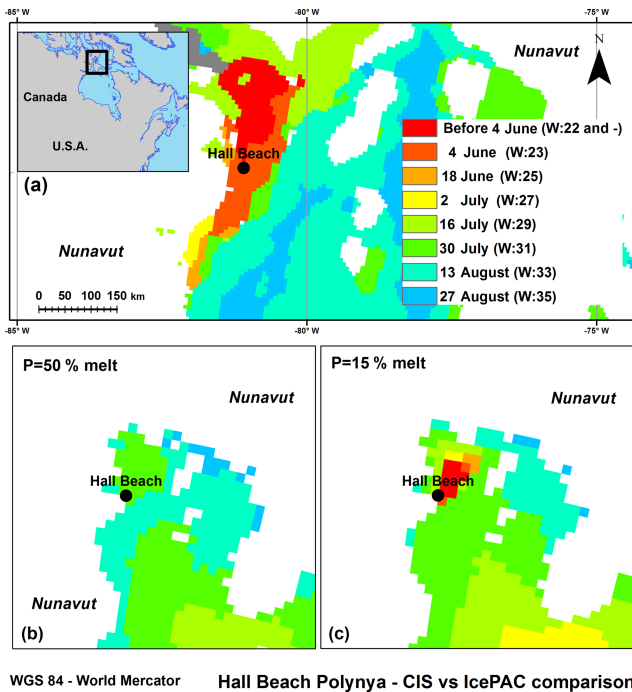 -85°W
-80°W
-75°W
Canada
U.S.A.
(a)
Nunavut
N
Hall Beach
Before 4 June (W:22 and -)
4 June (W:23)
18 June (W:25)
2 July (W:27)
16 July (W:29)
30 July (W:31)
13 August (W:33)
27 August (W:35)
Nunavut
0 50 100 150 km
-85°W
-80°W
-75°W
P=50 % melt
Nunavut
Hall Beach
Nunavut
(b)
P=15 % melt
Nunavut
Hall Beach
(c)
WGS 84 - World Mercator
Hall Beach Polynya - CIS vs IcePAC comparison